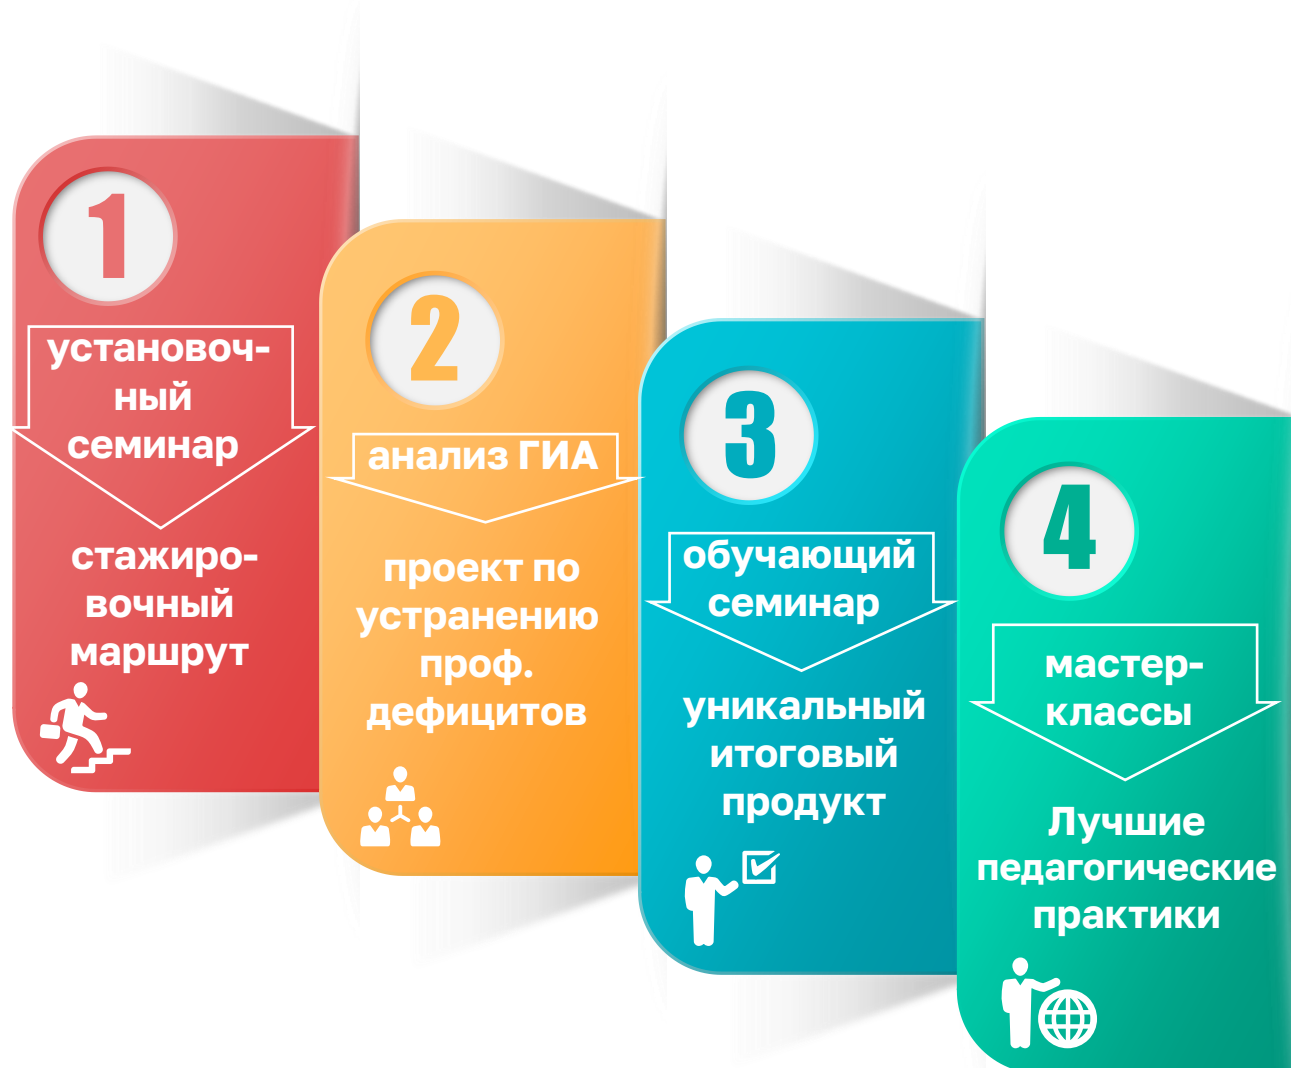 1
установоч-
ный
семинар
стажиро-
вочный
маршрут
2
анализ ГИА
проект по
устранению
проф.
дефицитов
3
обучающий
семинар
уникальный
итоговый
продукт
4
мастер-
классы
Лучшие
педагогические
практики